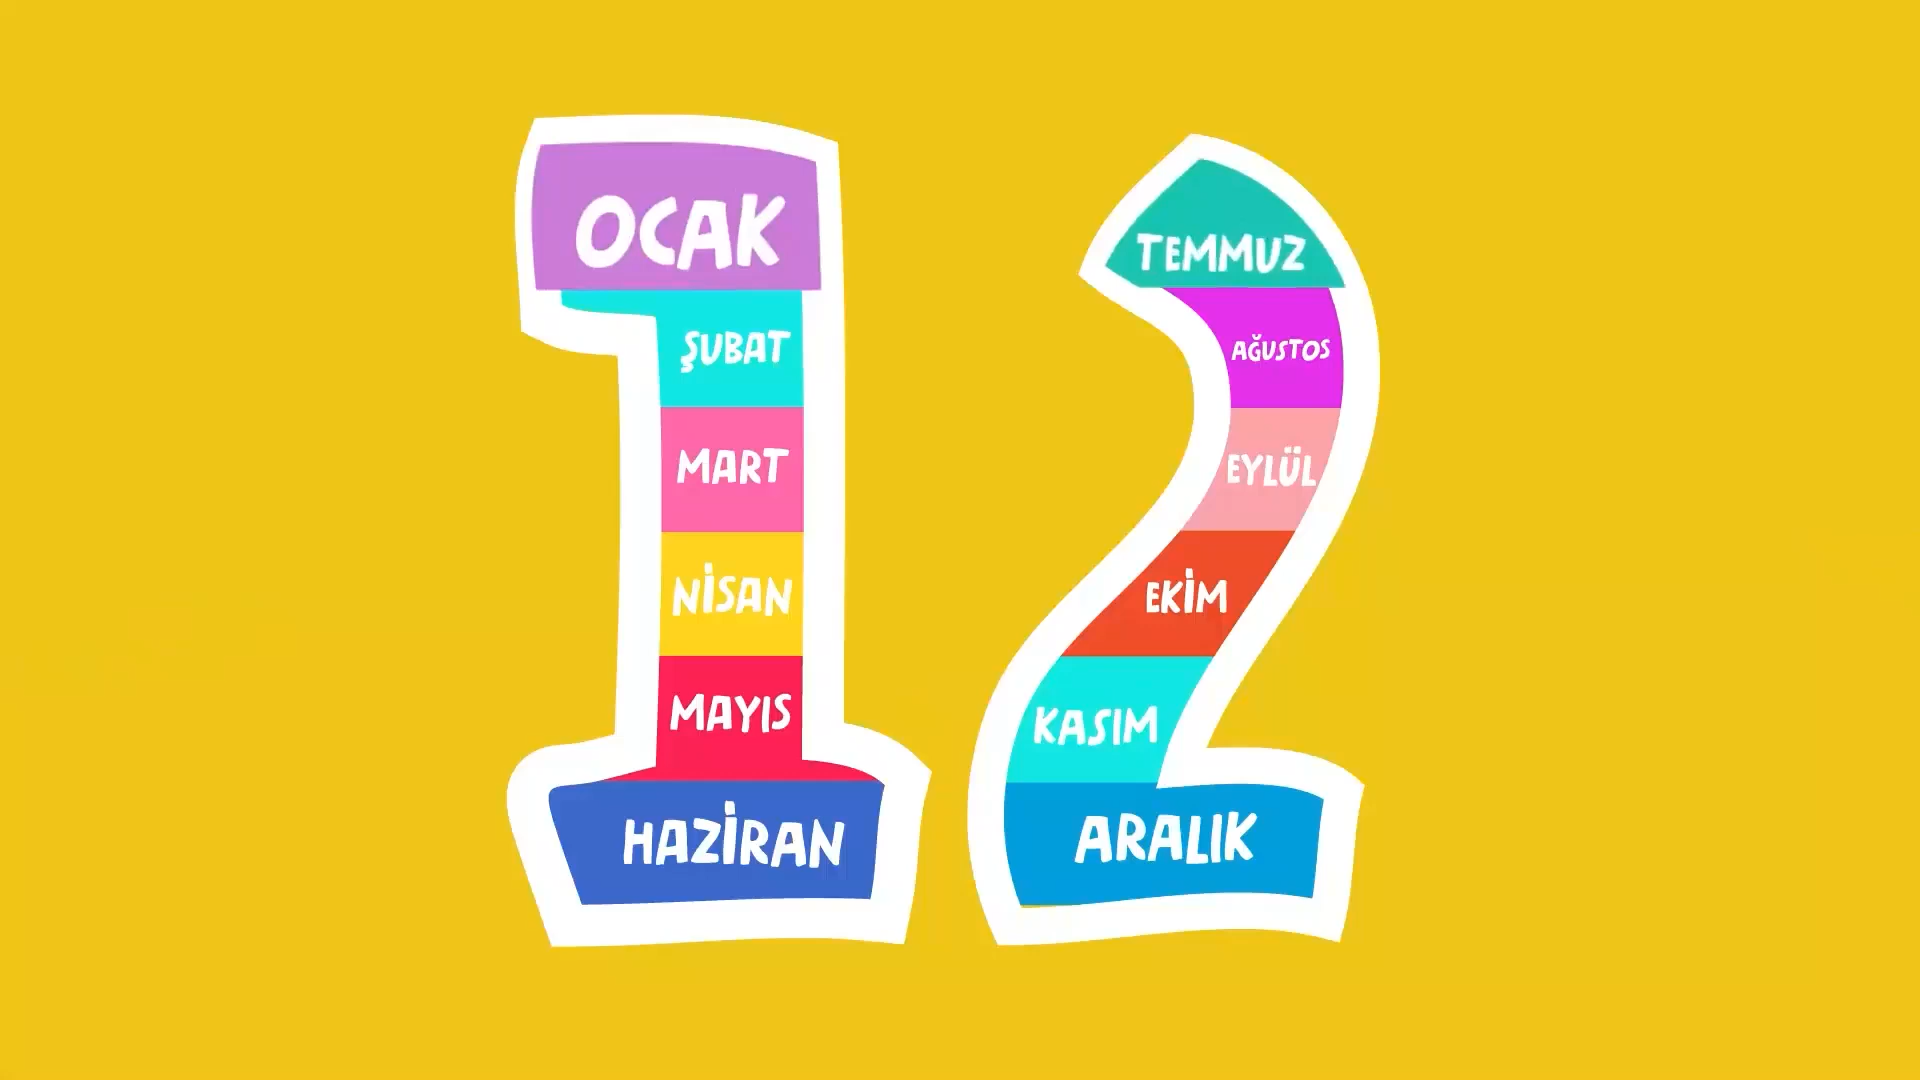 OCAK
ŞUBAT
MART
NİSAN
MAYIS
HAZİRAN
TEMMUZ
AĞUSTOS
EYLÜL
EKİM
KASIM
ARALIK